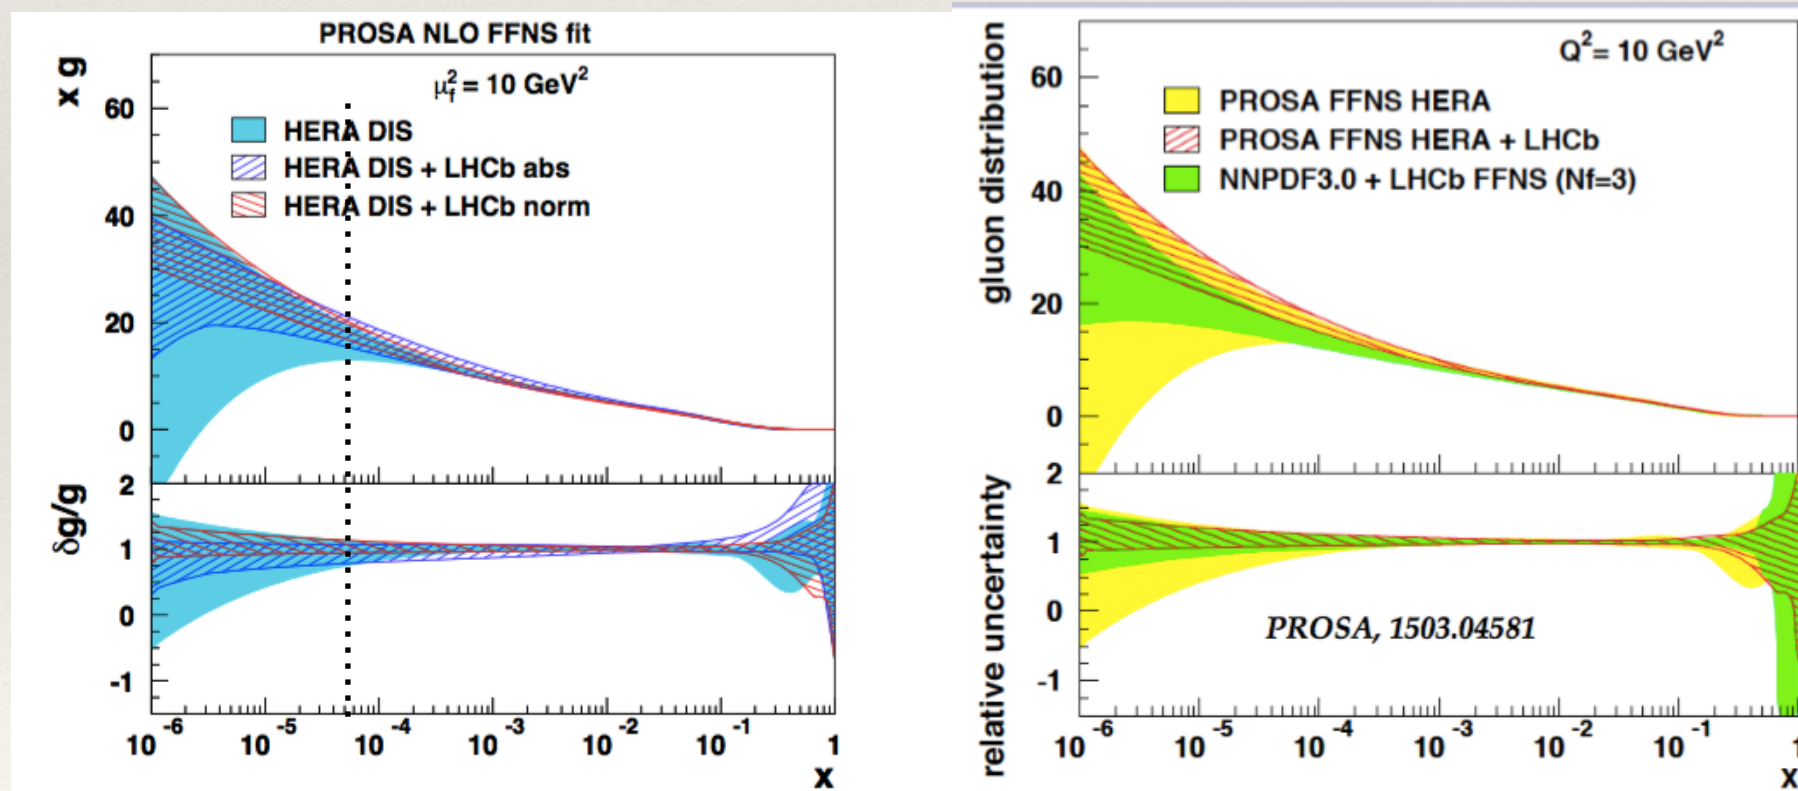 PROSA NLO FFNS fit
x g
μ_f^2 = 10 GeV^2
HERA DIS
HERA DIS + LHCb abs
HERA DIS + LHCb norm
60
40
20
0
δg/g
2
1
0
-1
10^-6 10^-5 10^-4 10^-3 10^-2 10^-1 1
x
gluon distribution
Q^2= 10 GeV^2
PROSA FFNS HERA
PROSA FFNS HERA + LHCb
NNPDF3.0 + LHCb FFNS (Nf=3)
60
40
20
0
relative uncertainty
2
1
0
-1
PROSA, 1503.04581
10^-6 10^-5 10^-4 10^-3 10^-2 10^-1 1
x